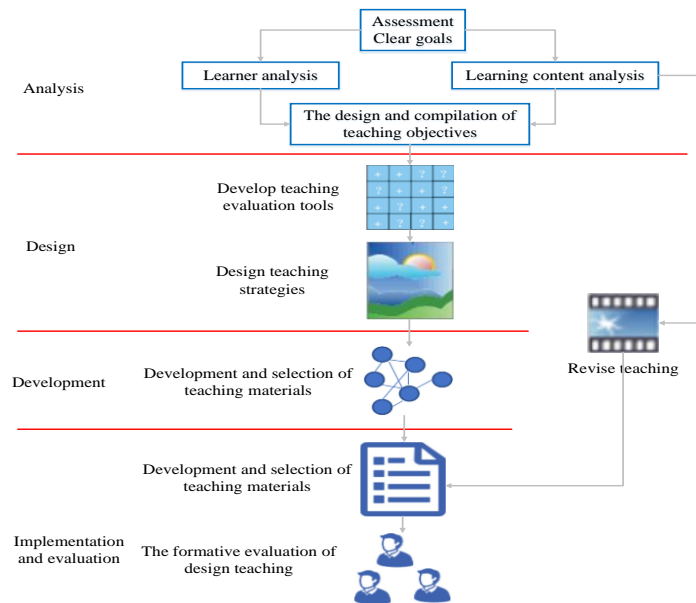 Assessment
Clear goals
Learner analysis
Learning content analysis
Analysis
The design and compilation of
teaching objectives
Develop teaching
evaluation tools
+ + ? ?
? + + +
+ ? + +
+ ? ? +
Design
Design teaching
strategies
Revise teaching
Development
Development and selection of
teaching materials
Development and selection of
teaching materials
Implementation
and evaluation
The formative evaluation of
design teaching